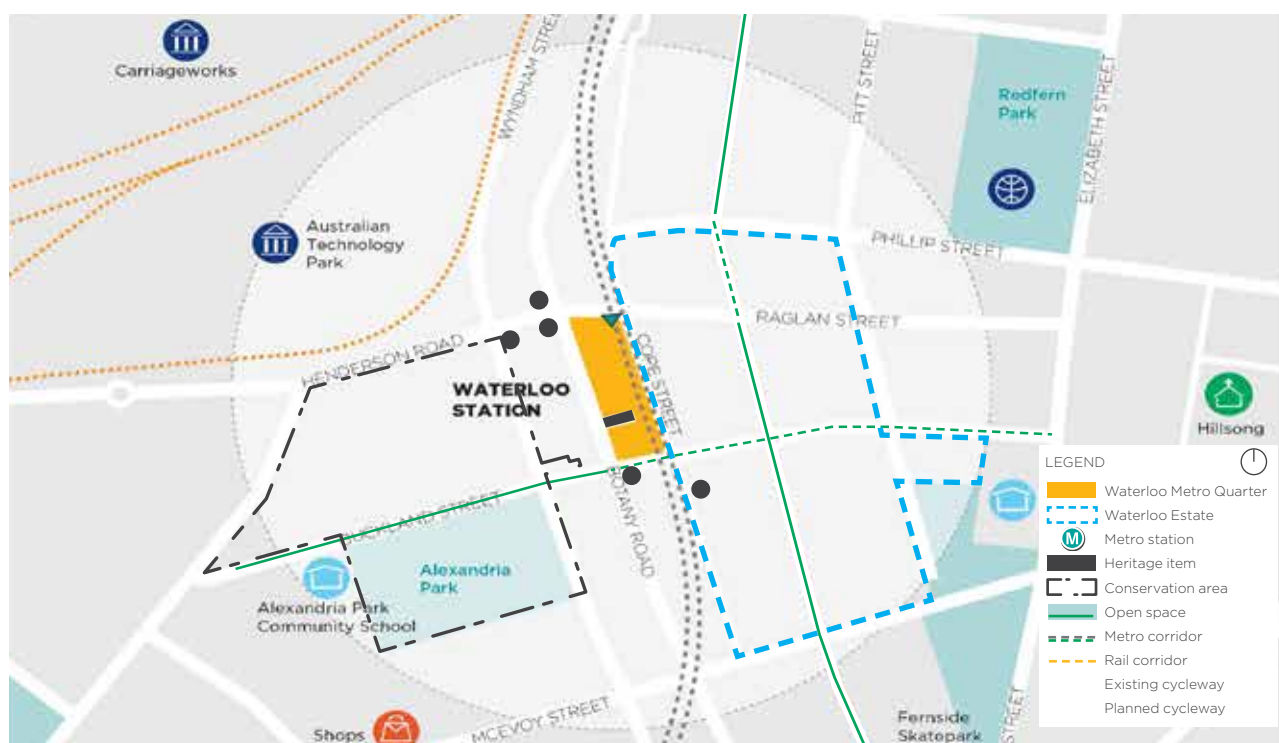 Carriageworks
WYNDHAM STRE
PITT STREET
Redfern
Park
ELIZABETH STREET
Australian
Technology
Park
PHILLIP STREET
RAGLAN STREET
HENDERSON ROAD
COPE STREET
WATERLOO
STATION
Hillsong
BUCKLAND STREET
BOTANY ROAD
Alexandria
Park
Alexandria Park
Community School
MCEVOY STREET
Shops
Fernside
Skatepark
STREET
LEGEND
Waterloo Metro Quarter
Waterloo Estate
M
Metro station
Heritage item
Conservation area
Open space
Metro corridor
Rail corridor
Existing cycleway
Planned cycleway